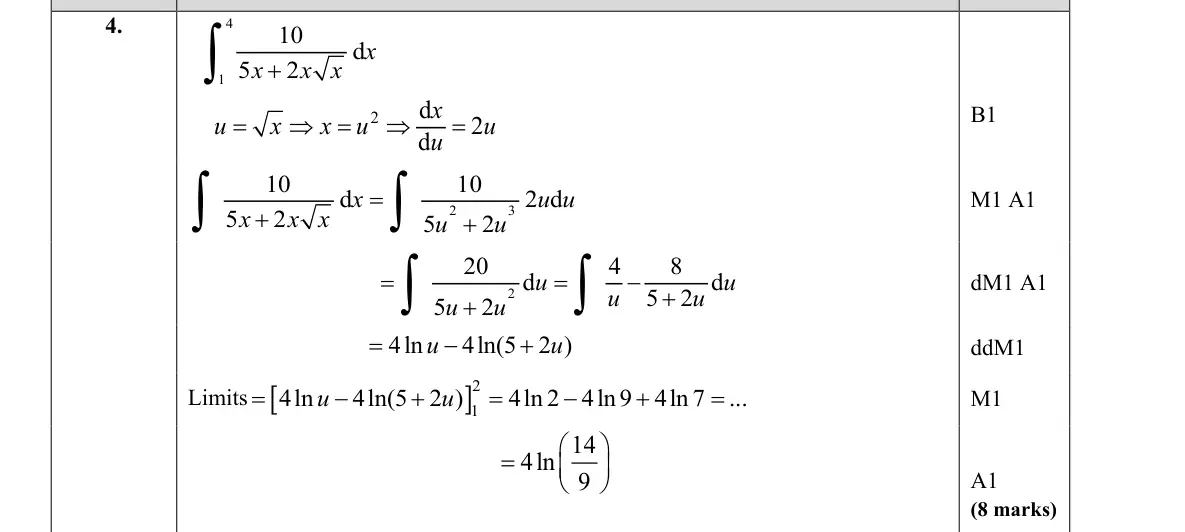 4.
∫₁⁴ 10/(5x + 2x√x) dx
u = √x ⇒ x = u² ⇒ dx/du = 2u B1
∫ 10/(5x + 2x√x) dx = ∫ 10/(5u² + 2u³) 2udu M1 A1
= ∫ 20/(5u + 2u²) du = ∫ 4/u − 8/(5 + 2u) du dM1 A1
= 4 ln u − 4 ln(5 + 2u) ddM1
Limits = [4 ln u − 4 ln(5 + 2u)]₁² = 4 ln 2 − 4 ln 9 + 4 ln 7 = ... M1
= 4 ln(14/9)
A1
(8 marks)